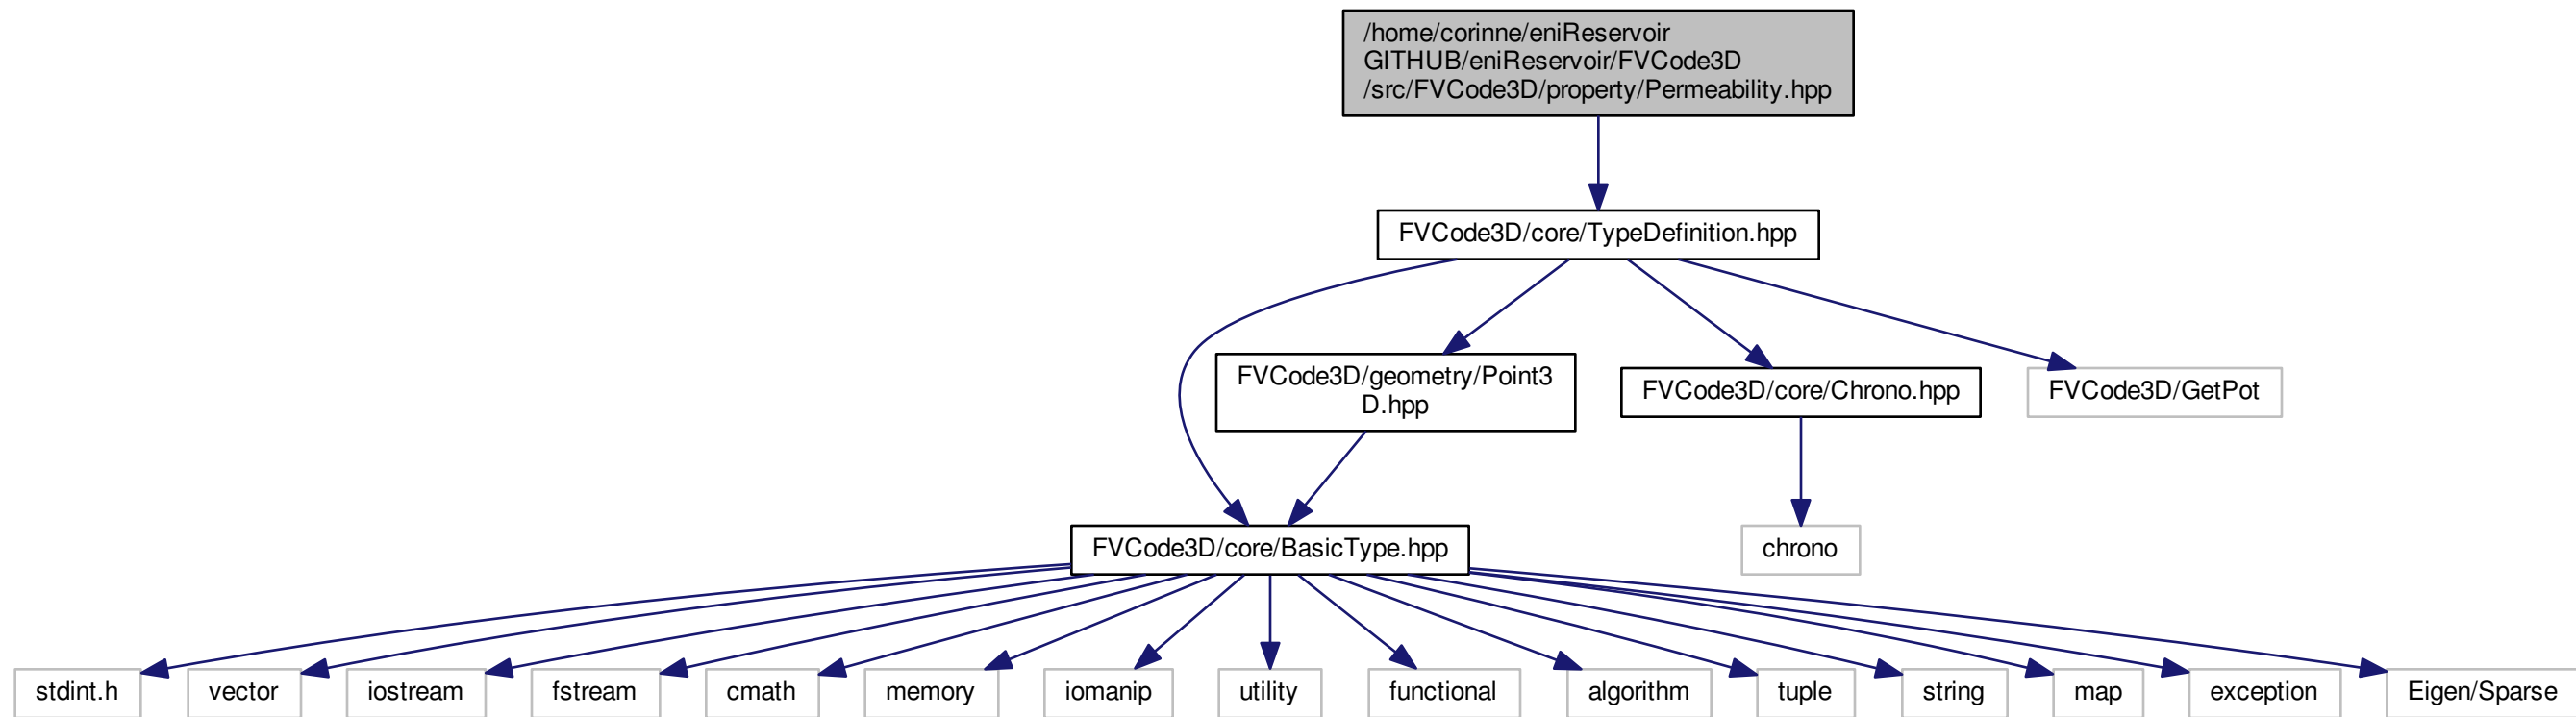 /home/corinne/eniReservoir
GITHUB/eniReservoir/FVCode3D
/src/FVCode3D/property/Permeability.hpp
FVCode3D/core/TypeDefinition.hpp
FVCode3D/geometry/Point3
D.hpp
FVCode3D/core/Chrono.hpp
FVCode3D/GetPot
FVCode3D/core/BasicType.hpp
chrono
stdint.h
vector
iostream
fstream
cmath
memory
iomanip
utility
functional
algorithm
tuple
string
map
exception
Eigen/Sparse